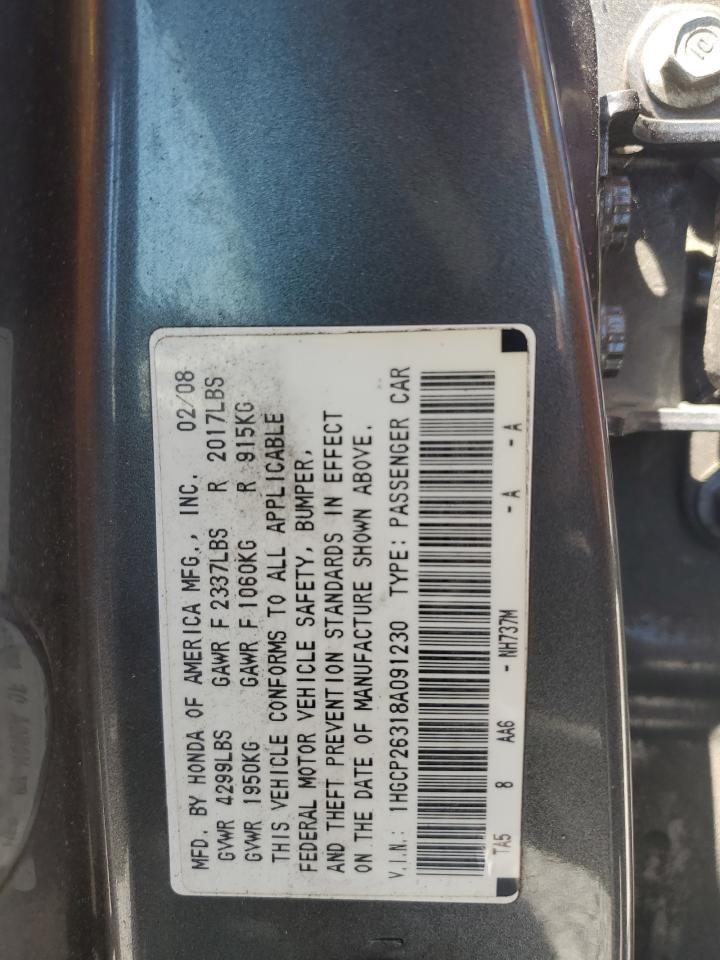 MFD. BY HONDA OF AMERICA MFG., INC. 02/08
GVWR 4299LBS GAWR F 2337LBS R 2017LBS
GVWR 1950KG GAWR F 1060KG R 915KG
THIS VEHICLE CONFORMS TO ALL APPLICABLE
FEDERAL MOTOR VEHICLE SAFETY, BUMPER,
AND THEFT PREVENTION STANDARDS IN EFFECT
ON THE DATE OF MANUFACTURE SHOWN ABOVE.
V.I.N.: 1HGCP26318A091230 TYPE: PASSENGER CAR
TA5 8 AA6 - NH737M - A - A
10